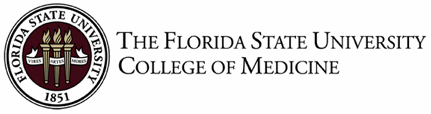 FLORIDA STATE UNIVERSITY
VIRES ARTES MORES
1851
THE FLORIDA STATE UNIVERSITY
COLLEGE OF MEDICINE